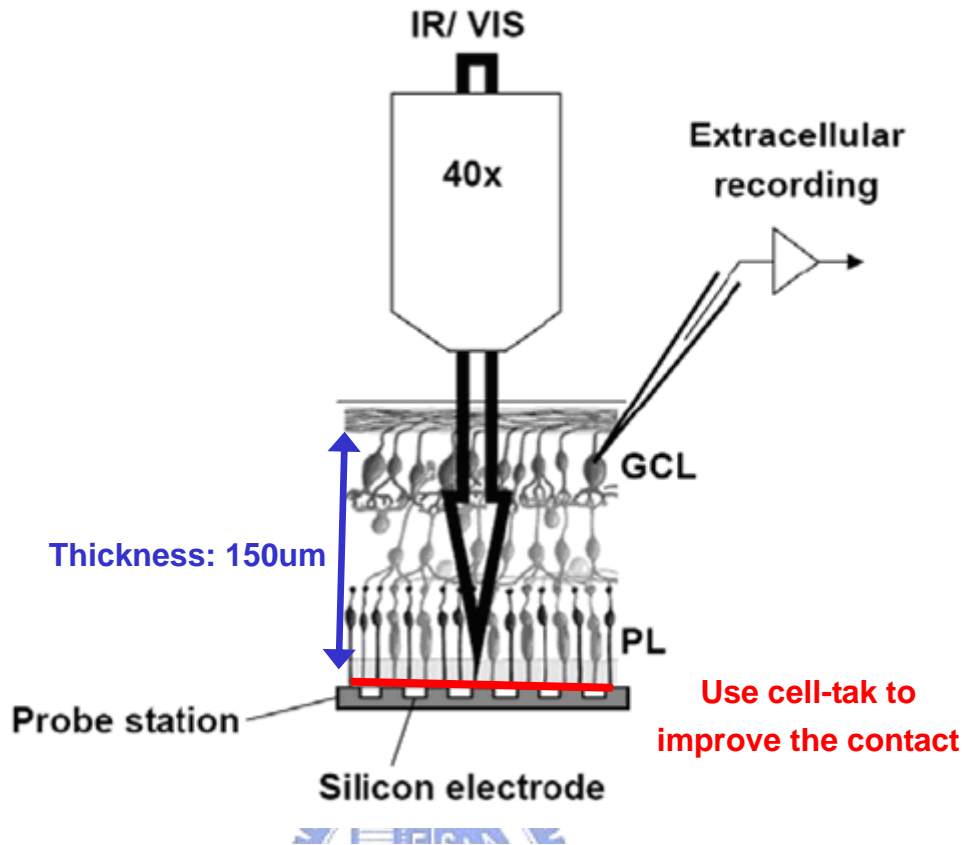 IR/ VIS
40x
Extracellular
recording
GCL
Thickness: 150um
PL
Probe station
Use cell-tak to
improve the contact
Silicon electrode